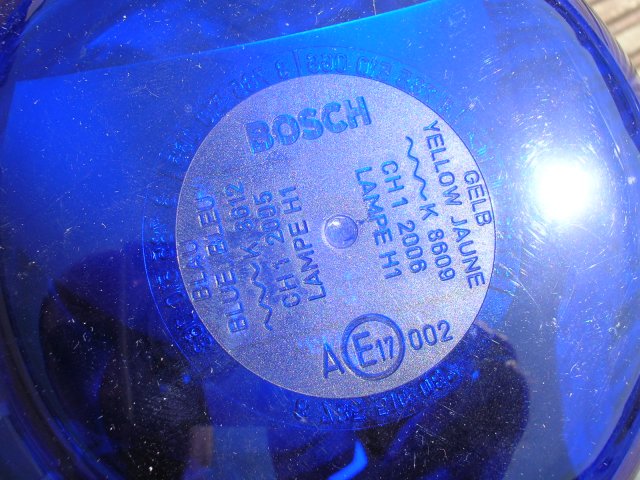 BOSCH
GELB
YELLOW JAUNE
K 8609
CH 1 2006
LAMPE H1
BLAU
BLUE BLEU
K 8012
CH 1 2005
LAMPE H1
A E17 002